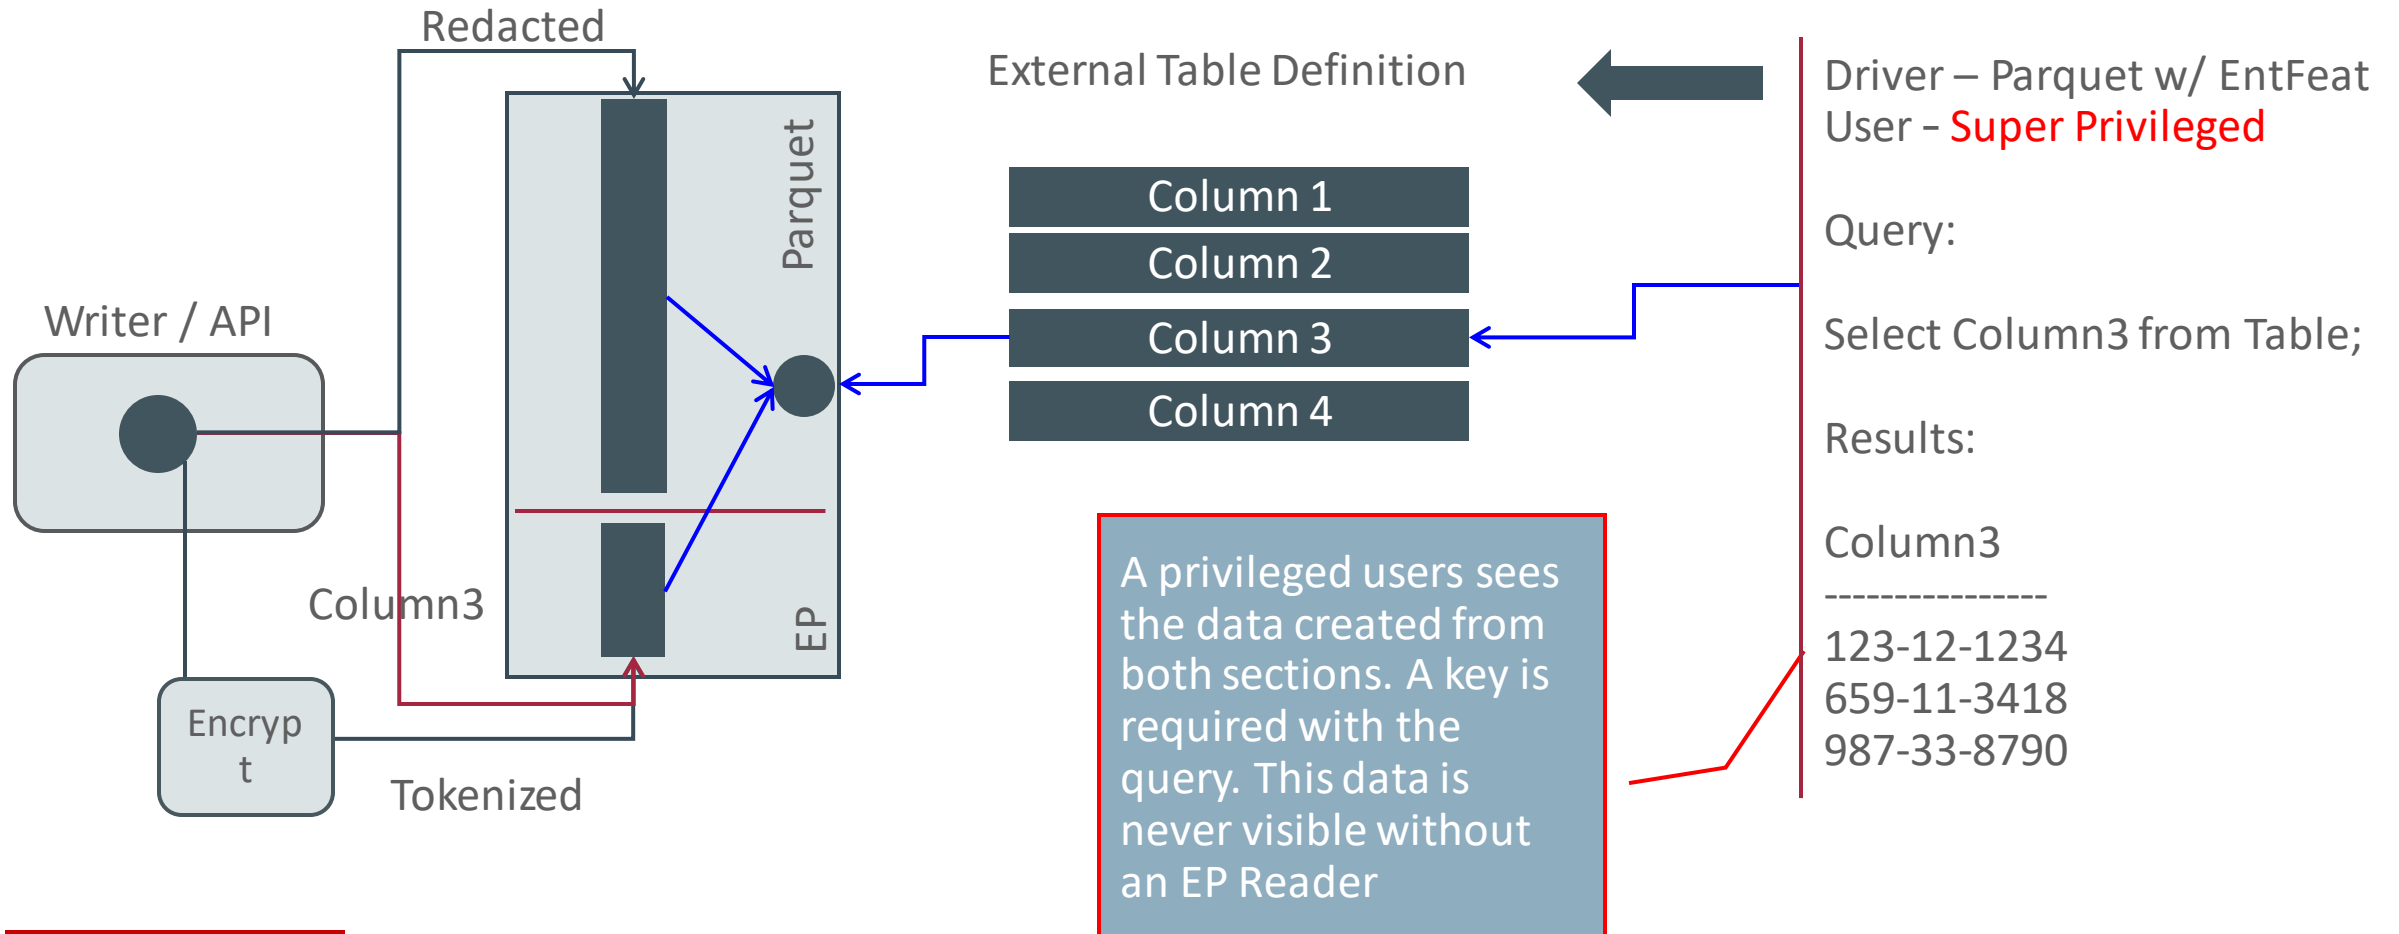 Redacted
Parquet
EP
Writer / API
Column3
Encryp
t
Tokenized
External Table Definition
Column 1
Column 2
Column 3
Column 4
A privileged users sees
the data created from
both sections. A key is
required with the
query. This data is
never visible without
an EP Reader
Driver – Parquet w/ EntFeat
User – Super Privileged
Query:
Select Column3 from Table;
Results:
Column3
----------------
123-12-1234
659-11-3418
987-33-8790